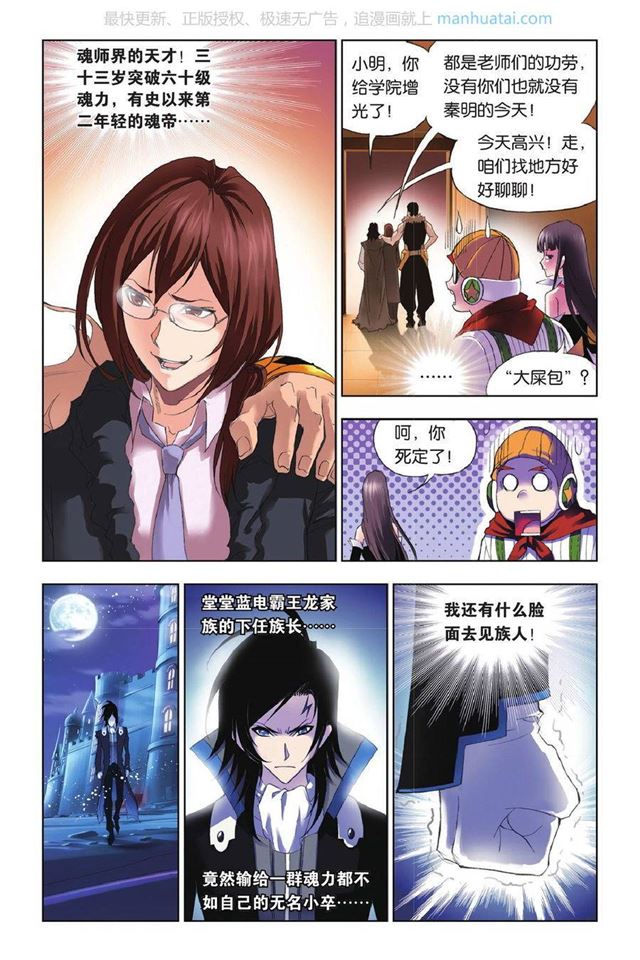 最快更新、正版授权、极速无广告，追漫画就上 manhuatai.com
魂师界的天才！三
十三岁突破六十级
魂力，有史以来第
二年轻的魂帝……
小明，你
给学院增
光了！
都是老师们的功劳，
没有你们也就没有
秦明的今天！
今天高兴！走，
咱们找地方好
好聊聊！
……
“大屎包”？
呵，你
死定了！
堂堂蓝电霸王龙家
族的下任族长……
竟然输给一群魂力都不
如自己的无名小卒……
我还有什么脸
面去见族人！